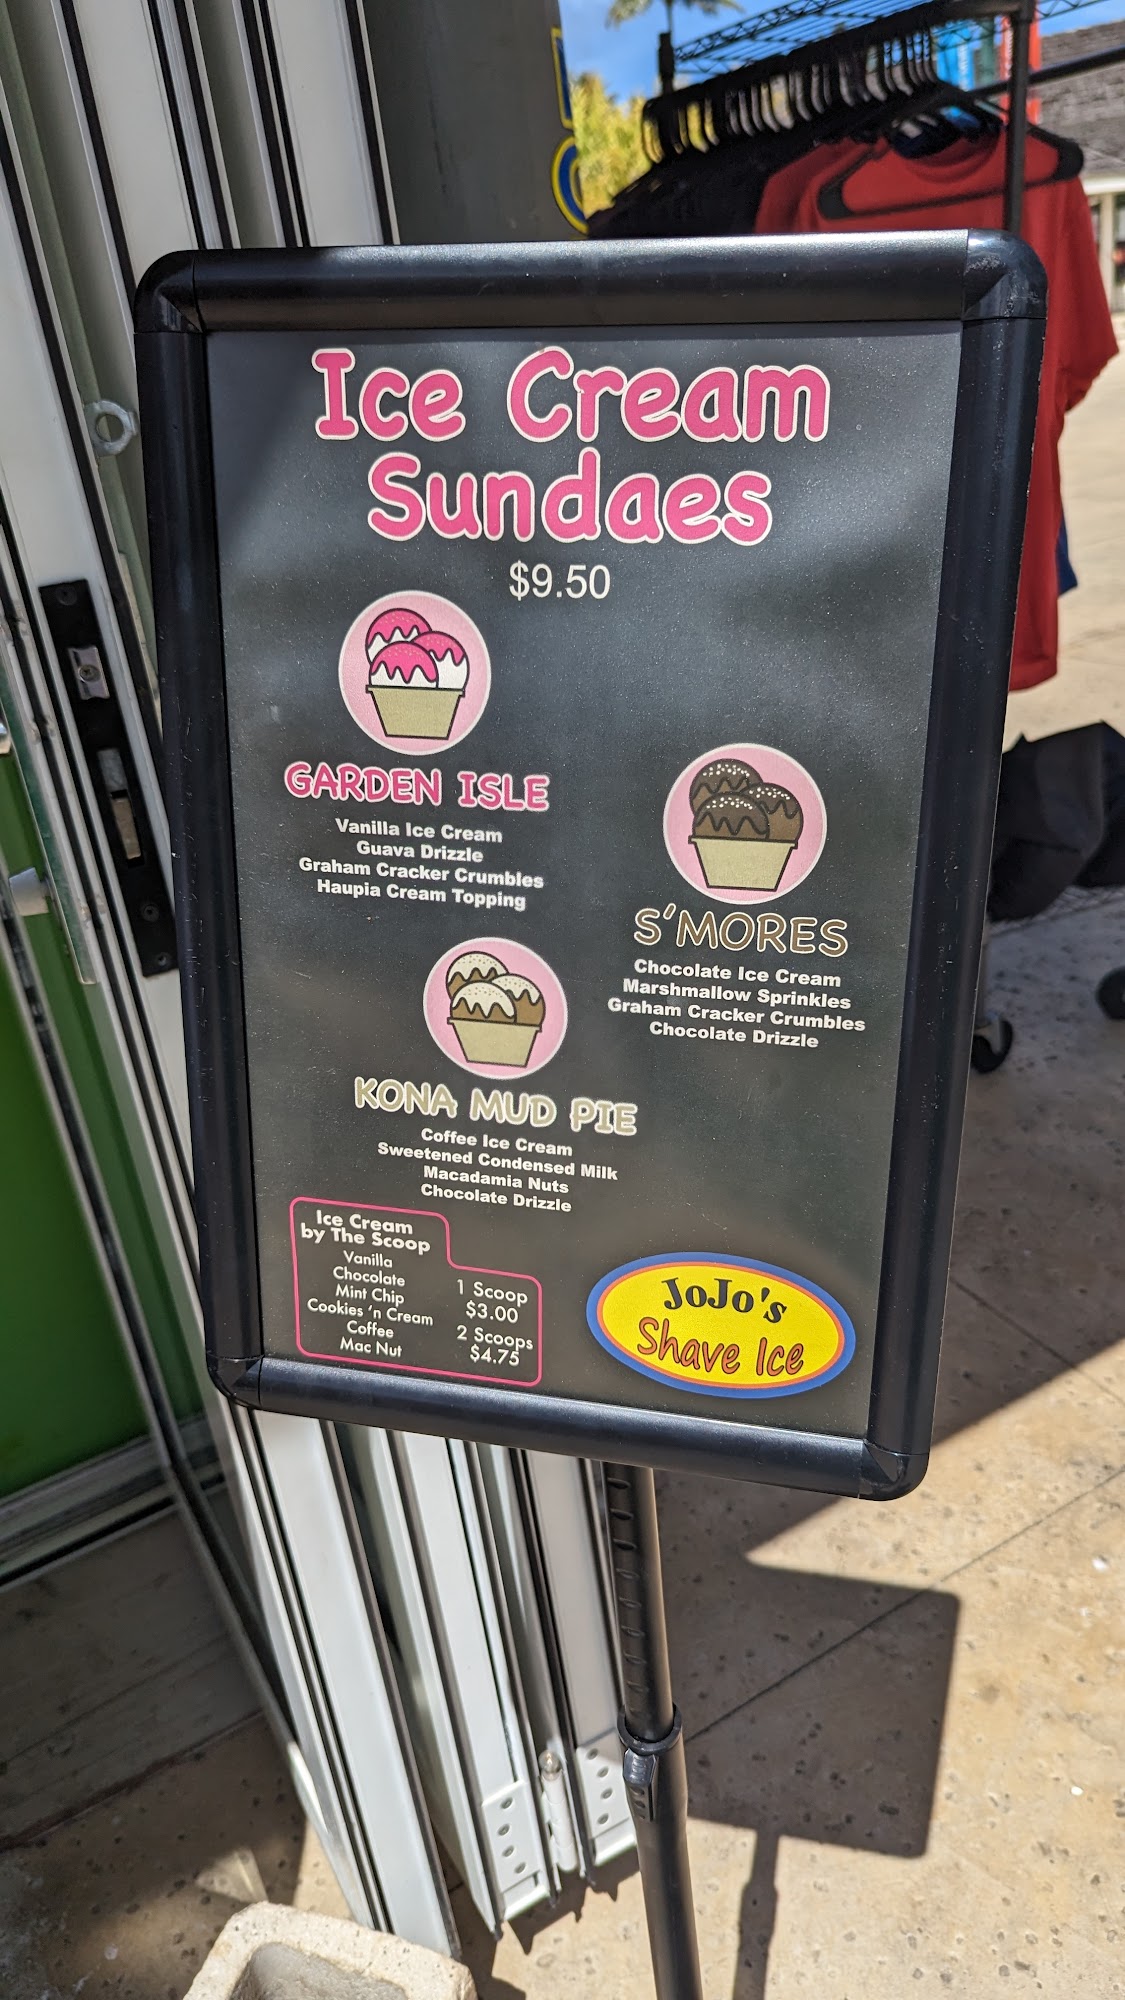 Ice Cream
Sundaes
$9.50
GARDEN ISLE
Vanilla Ice Cream
Guava Drizzle
Graham Cracker Crumbles
Haupia Cream Topping
S'MORES
Chocolate Ice Cream
Marshmallow Sprinkles
Graham Cracker Crumbles
Chocolate Drizzle
KONA MUD PIE
Coffee Ice Cream
Sweetened Condensed Milk
Macadamia Nuts
Chocolate Drizzle
Ice Cream
by The Scoop
Vanilla
Chocolate
Mint Chip
Cookies 'n Cream
Coffee
Mac Nut
1 Scoop
$3.00
2 Scoops
$4.75
JoJo's
Shave Ice